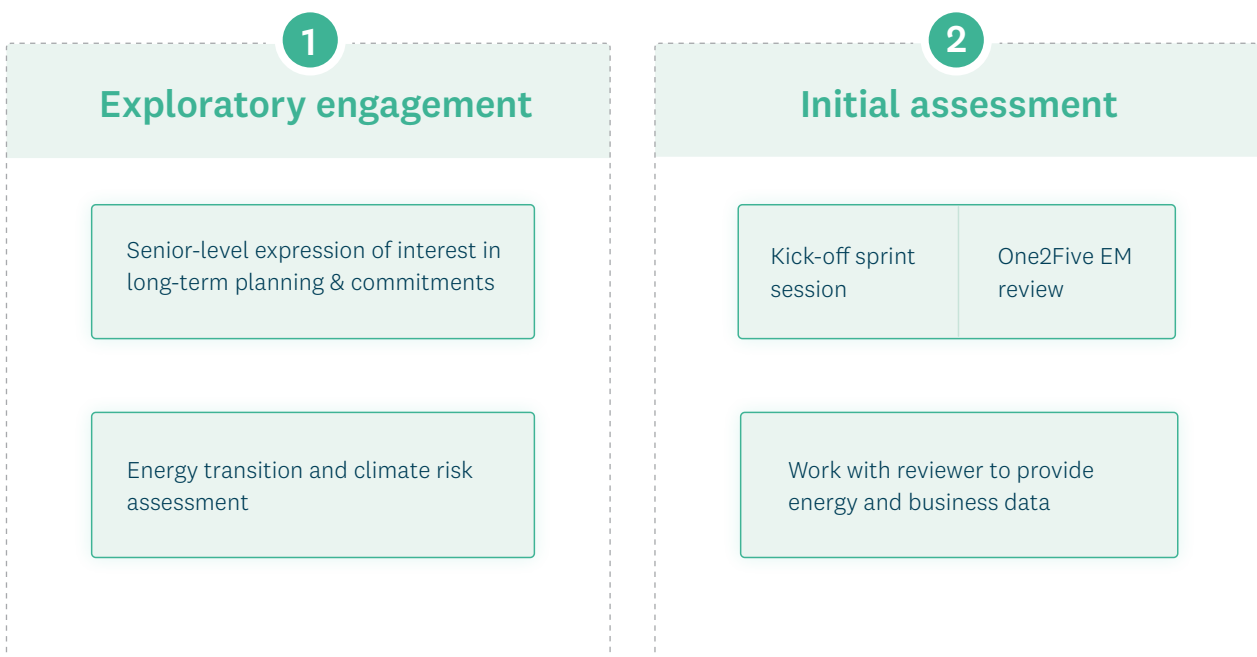 1
Exploratory engagement
Senior-level expression of interest in
long-term planning & commitments
Energy transition and climate risk
assessment
2
Initial assessment
Kick-off sprint
session
One2Five EM
review
Work with reviewer to provide
energy and business data